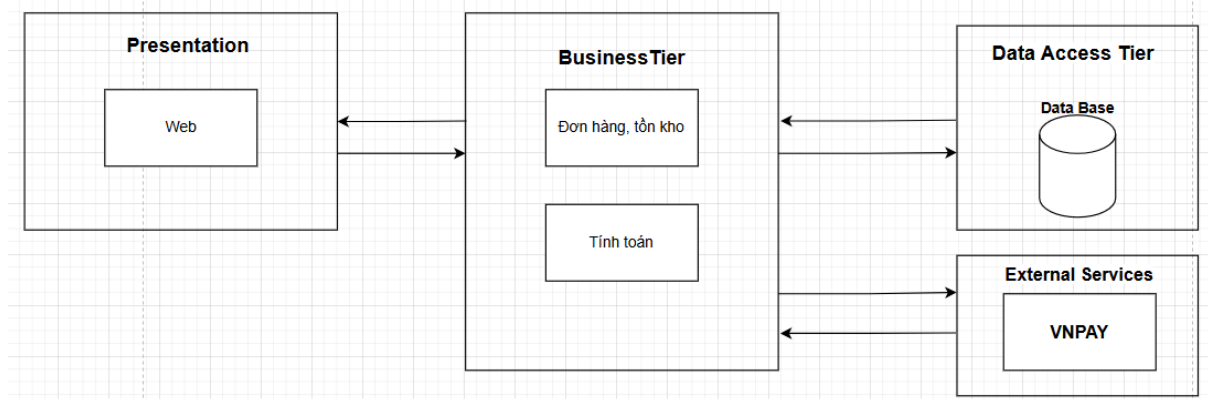 Presentation
Web
BusinessTier
Đơn hàng, tồn kho
Tính toán
Data Access Tier
Data Base
External Services
VNPAY